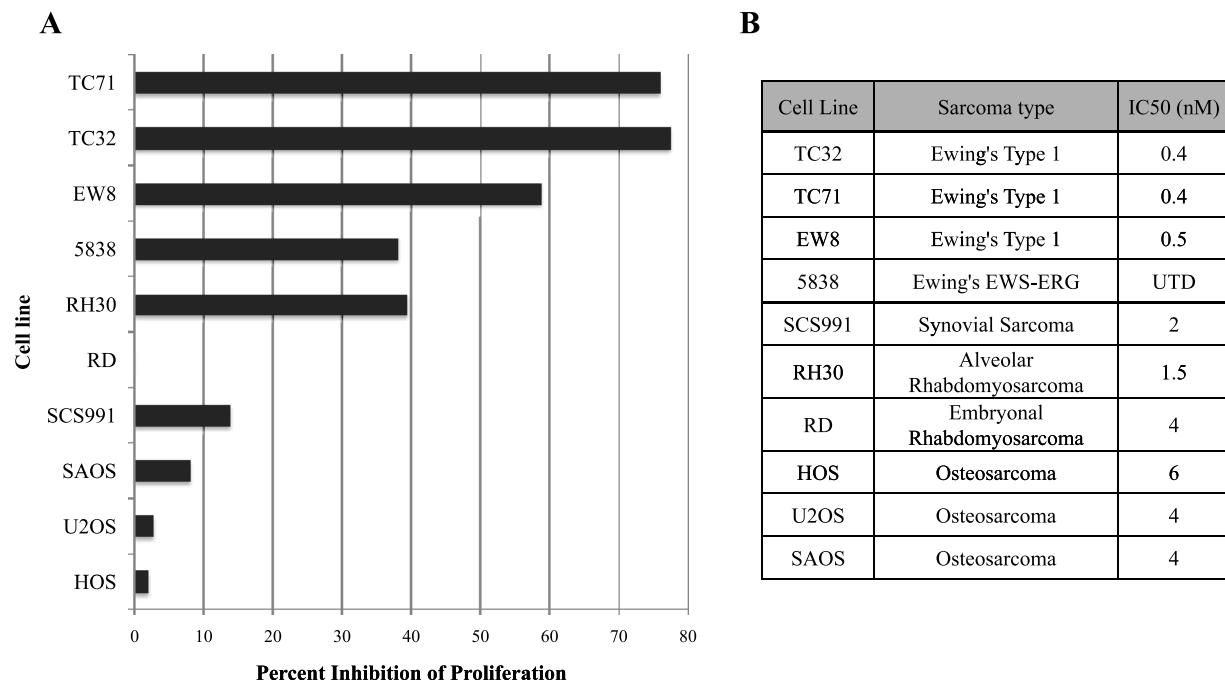 A
TC71
TC32
EW8
5838
RH30
RD
SCS991
SAOS
U2OS
HOS
Cell line
0 10 20 30 40 50 60 70 80
Percent Inhibition of Proliferation
B
Cell Line Sarcoma type IC50 (nM)
TC32 Ewing's Type 1 0.4
TC71 Ewing's Type 1 0.4
EW8 Ewing's Type 1 0.5
5838 Ewing's EWS-ERG UTD
SCS991 Synovial Sarcoma 2
RH30 Alveolar
Rhabdomyosarcoma 1.5
RD Embryonal
Rhabdomyosarcoma 4
HOS Osteosarcoma 6
U2OS Osteosarcoma 4
SAOS Osteosarcoma 4